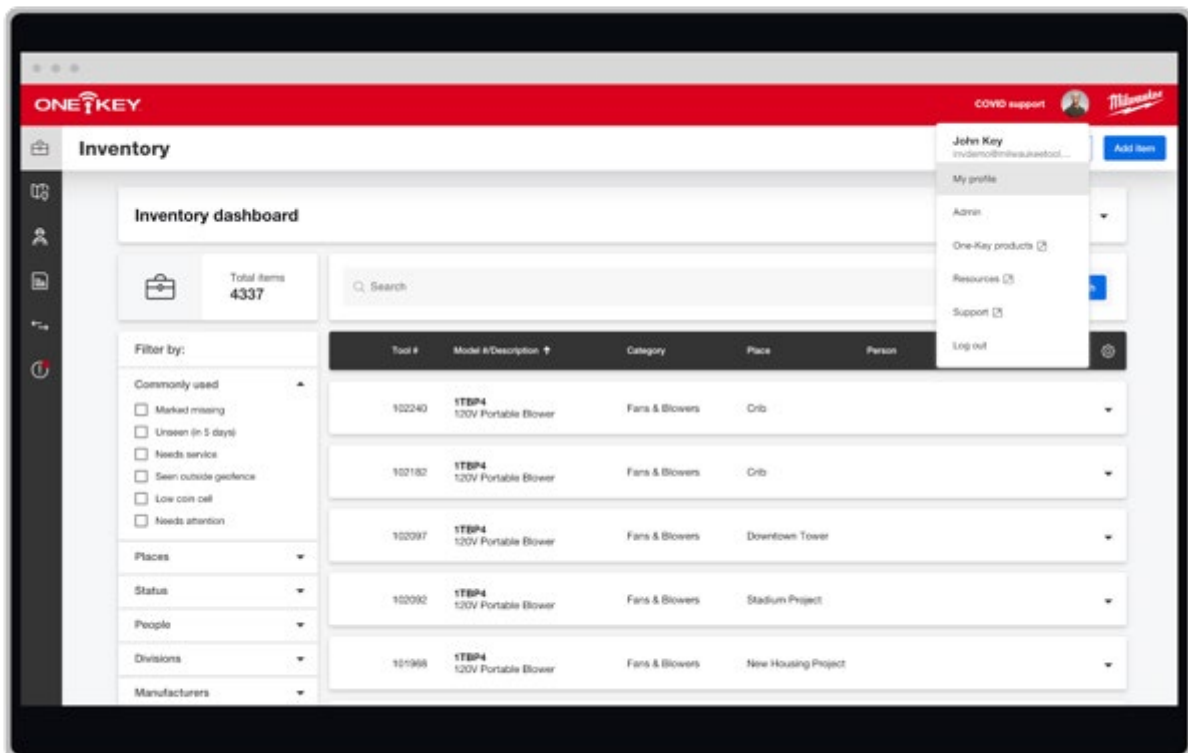 ONE KEY
COVID support
Milwaukee
Inventory
Add item
John Key
invdemo@milwaukeetool....
My profile
Admin
One-Key products
Resources
Support
Log out
Inventory dashboard
Total items
4337
Search
Filter by:
Commonly used
Marked missing
Unseen (in 5 days)
Needs service
Seen outside geofence
Low coin cell
Needs attention
Places
Status
People
Divisions
Manufacturers
Tool # Model #/Description Category Place Person
102240 1TBP4 Fans & Blowers Crib
120V Portable Blower
102182 1TBP4 Fans & Blowers Crib
120V Portable Blower
102097 1TBP4 Fans & Blowers Downtown Tower
120V Portable Blower
102092 1TBP4 Fans & Blowers Stadium Project
120V Portable Blower
101968 1TBP4 Fans & Blowers New Housing Project
120V Portable Blower